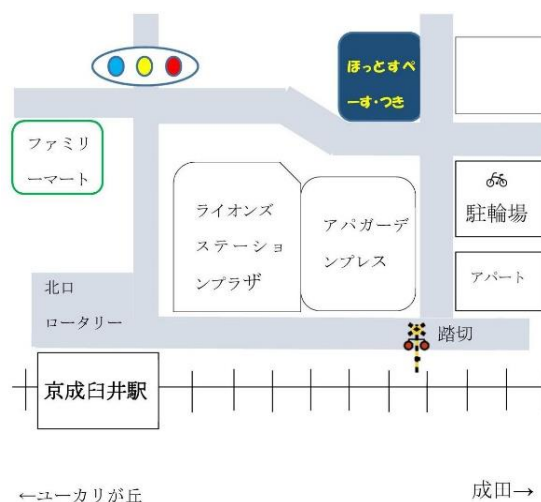 ほっとすぺ
ーす・つき
ファミリ
ーマート
ライオンズ
ステーショ
ンプラザ
アパガーデ
ンプレス
駐輪場
アパート
北口
ロータリー
踏切
京成臼井駅
←ユーカリが丘
成田→